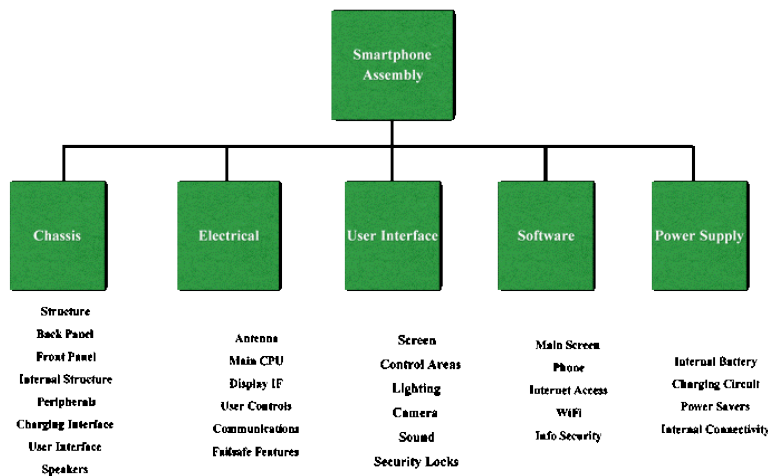 Smartphone
Assembly
Chassis
Electrical
User Interface
Software
Power Supply
Structure
Back Panel
Front Panel
Internal Structure
Peripherals
Charging Interface
User Interface
Speakers
Antenna
Main CPU
Display IF
User Controls
Communications
Failsafe Features
Screen
Control Areas
Lighting
Camera
Sound
Security Locks
Main Screen
Phone
Internet Access
WiFi
Info Security
Internal Battery
Charging Circuit
Power Savers
Internal Connectivity